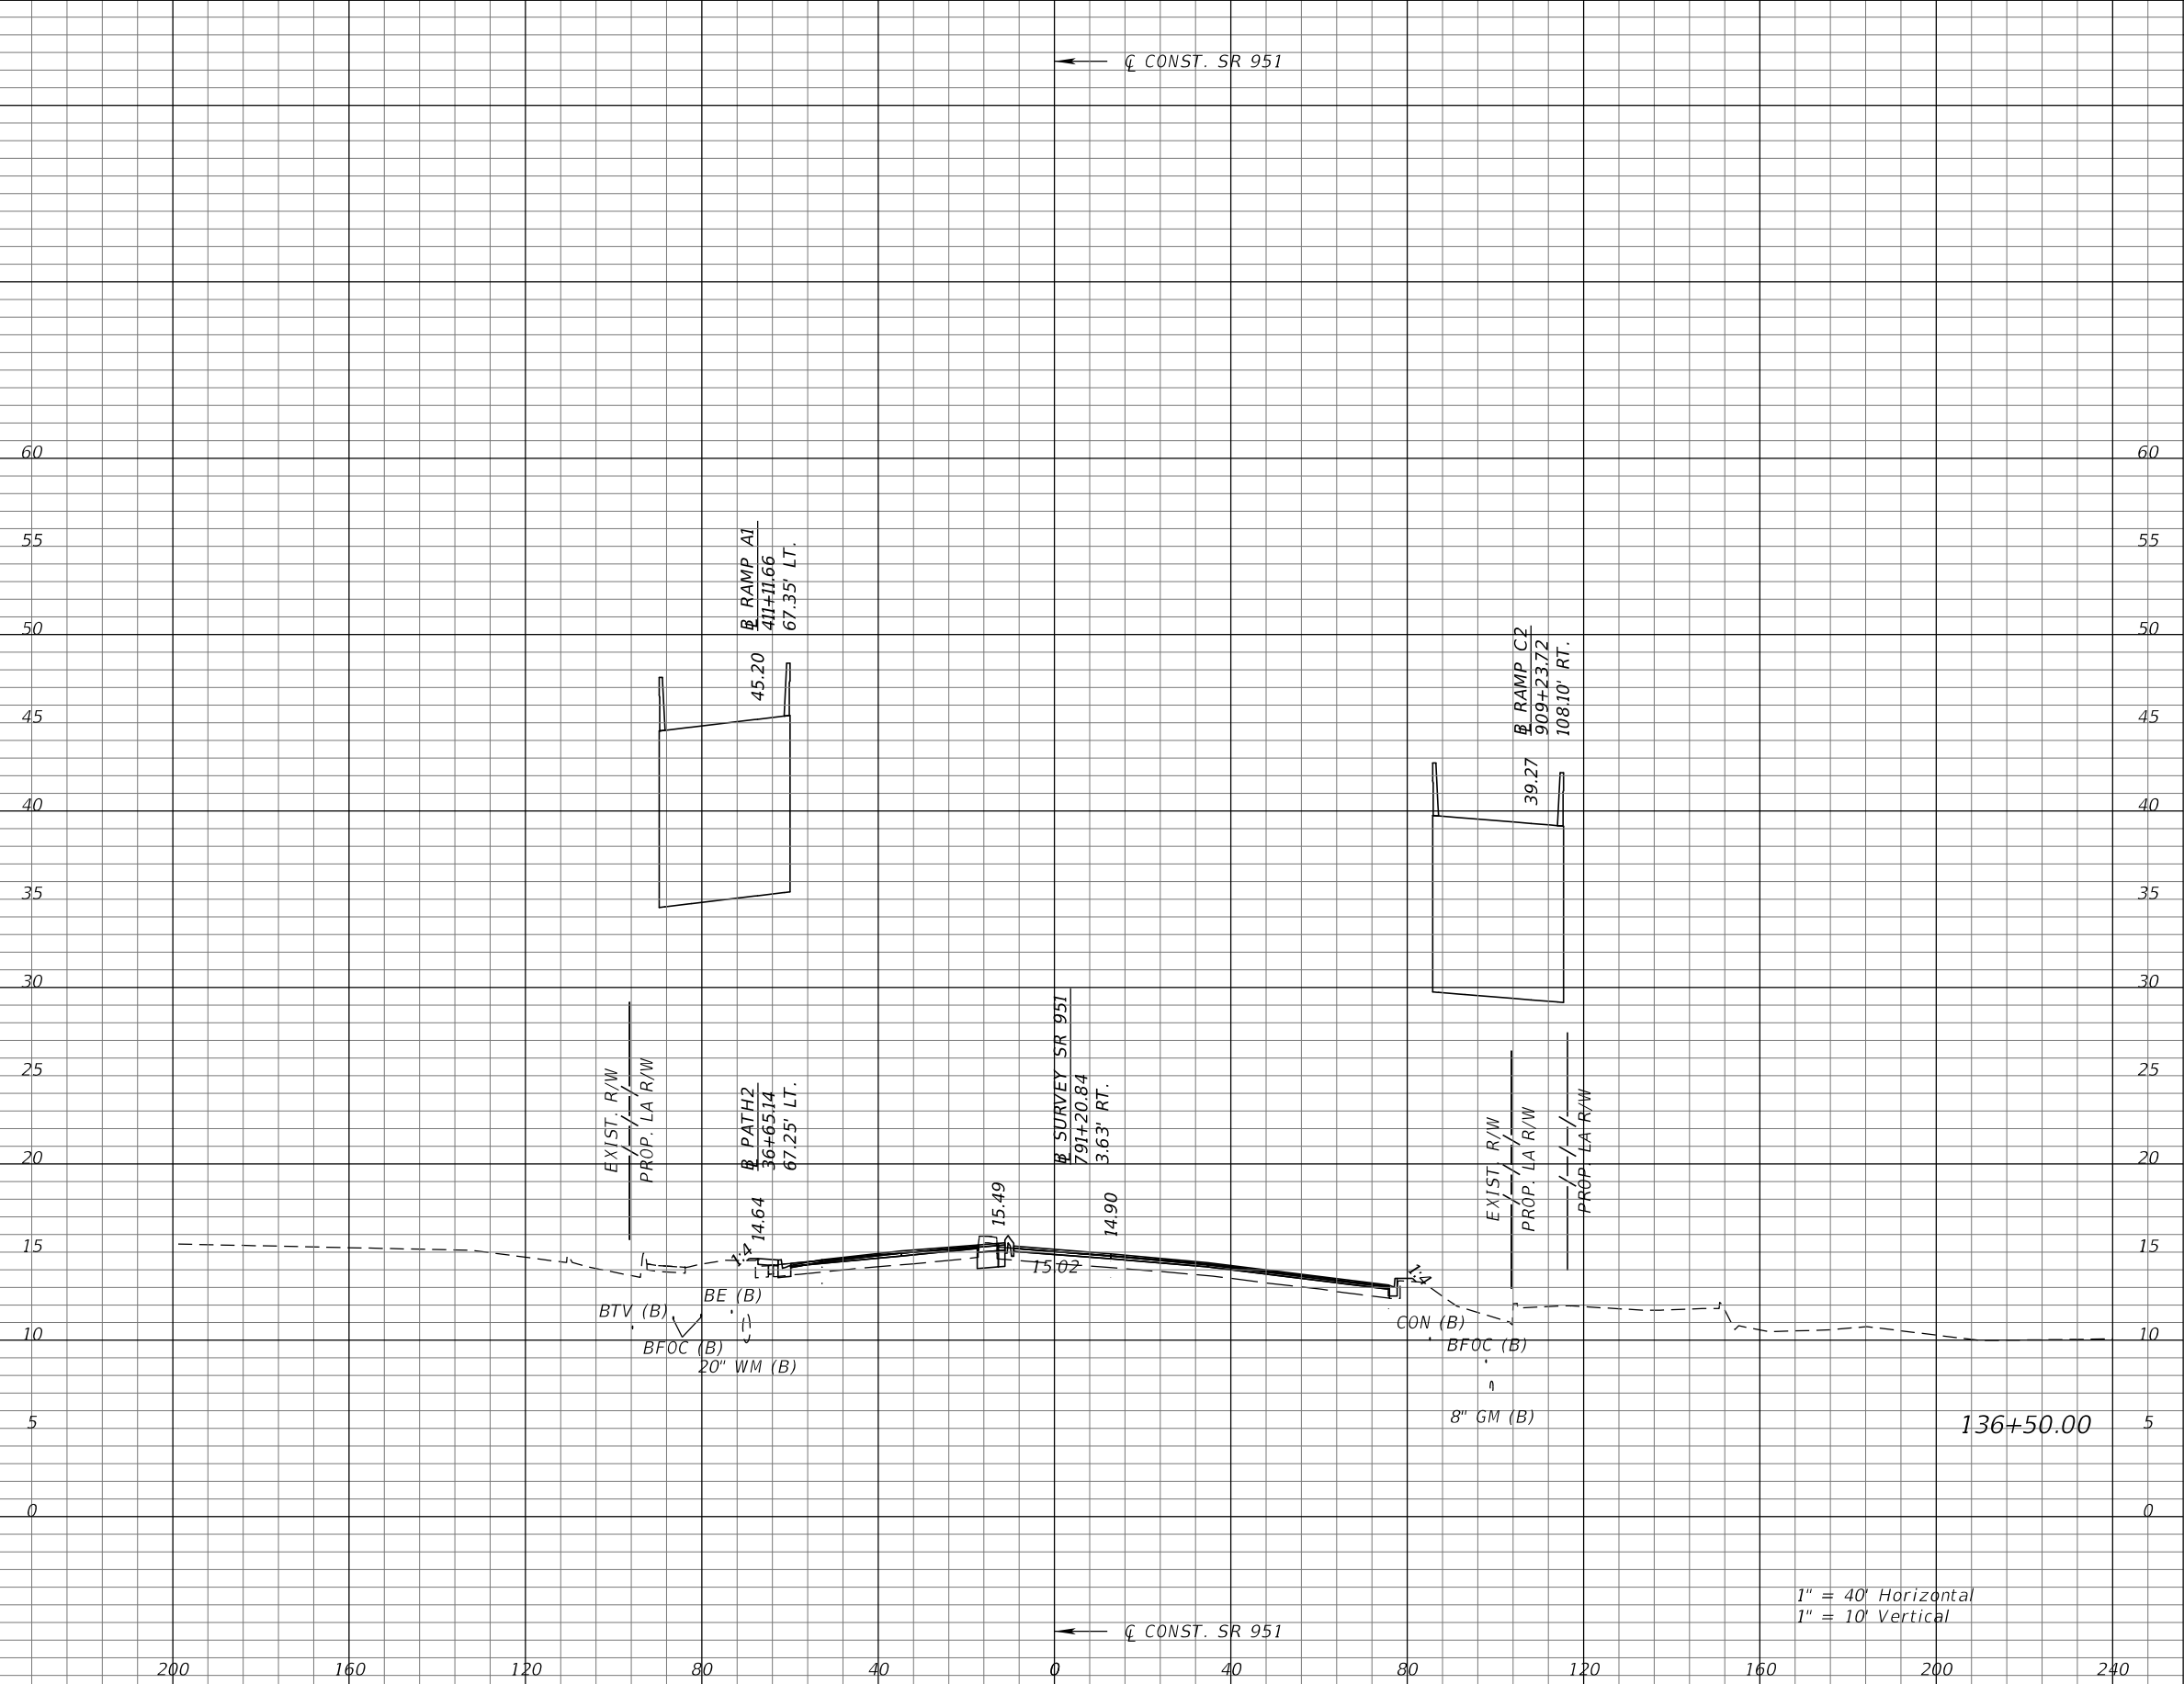 ℄ CONST. SR 951
60 60
55 55
50 50
45 45
40 40
35 35
30 30
25 25
20 20
15 15
10 10
5 5
0 0
℄ RAMP A1
411+11.66
67.35' LT.
45.20
℄ RAMP C2
909+23.72
108.10' RT.
39.27
EXIST. R/W
PROP. LA R/W
℄ PATH2
36+65.14
67.25' LT.
14.64
℄ SURVEY SR 951
791+20.84
3.63' RT.
15.49
14.90
15.02
EXIST. R/W
PROP. LA R/W
PROP. LA R/W
1:4
1:4
BE (B)
BTV (B)
BFOC (B)
20" WM (B)
CON (B)
BFOC (B)
8" GM (B)
136+50.00
1" = 40' Horizontal
1" = 10' Vertical
℄ CONST. SR 951
200 160 120 80 40 0 40 80 120 160 200 240